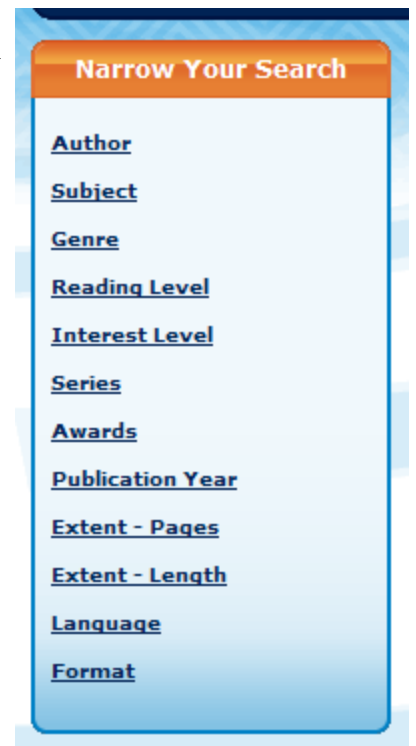 Narrow Your Search
Author
Subject
Genre
Reading Level
Interest Level
Series
Awards
Publication Year
Extent - Pages
Extent - Length
Language
Format